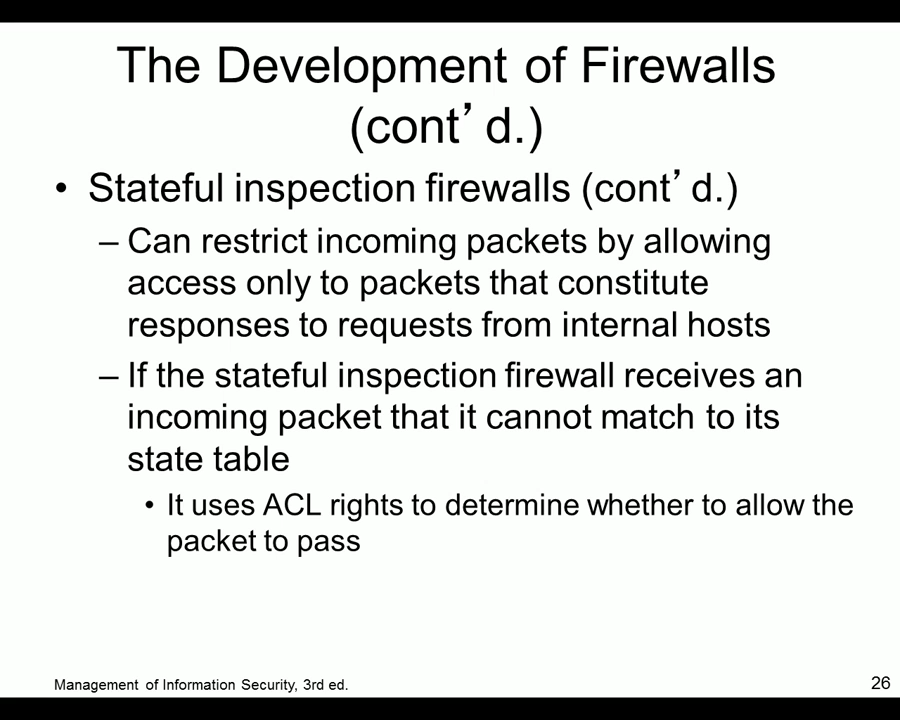 The Development of Firewalls
(cont’d.)
• Stateful inspection firewalls (cont’d.)
– Can restrict incoming packets by allowing
access only to packets that constitute
responses to requests from internal hosts
– If the stateful inspection firewall receives an
incoming packet that it cannot match to its
state table
• It uses ACL rights to determine whether to allow the
packet to pass
Management of Information Security, 3rd ed.
26